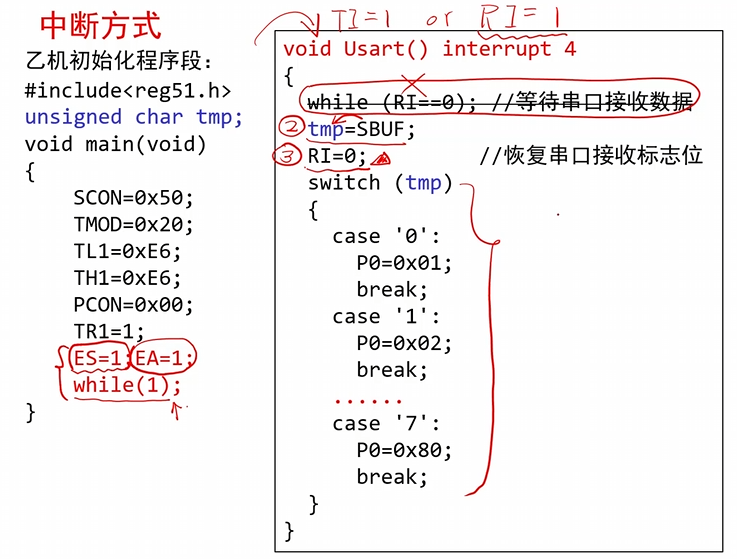 中断方式
乙机初始化程序段：
#include<reg51.h>
unsigned char tmp;
void main(void)
{
SCON=0x50;
TMOD=0x20;
TL1=0xE6;
TH1=0xE6;
PCON=0x00;
TR1=1;
ES=1;EA=1;
while(1);
}
TI=1 or RI=1
void Usart() interrupt 4
{
while (RI==0); //等待串口接收数据
② tmp=SBUF;
③ RI=0; //恢复串口接收标志位
switch (tmp)
{
case '0':
P0=0x01;
break;
case '1':
P0=0x02;
break;
......
case '7':
P0=0x80;
break;
}
}